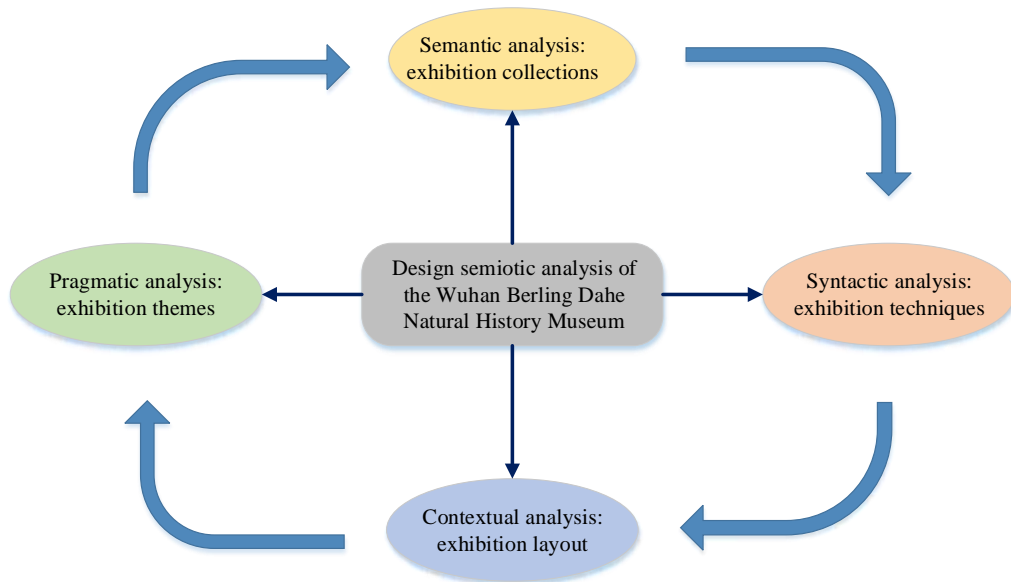 Semantic analysis:
exhibition collections
Pragmatic analysis:
exhibition themes
Design semiotic analysis of
the Wuhan Berling Dahe
Natural History Museum
Syntactic analysis:
exhibition techniques
Contextual analysis:
exhibition layout